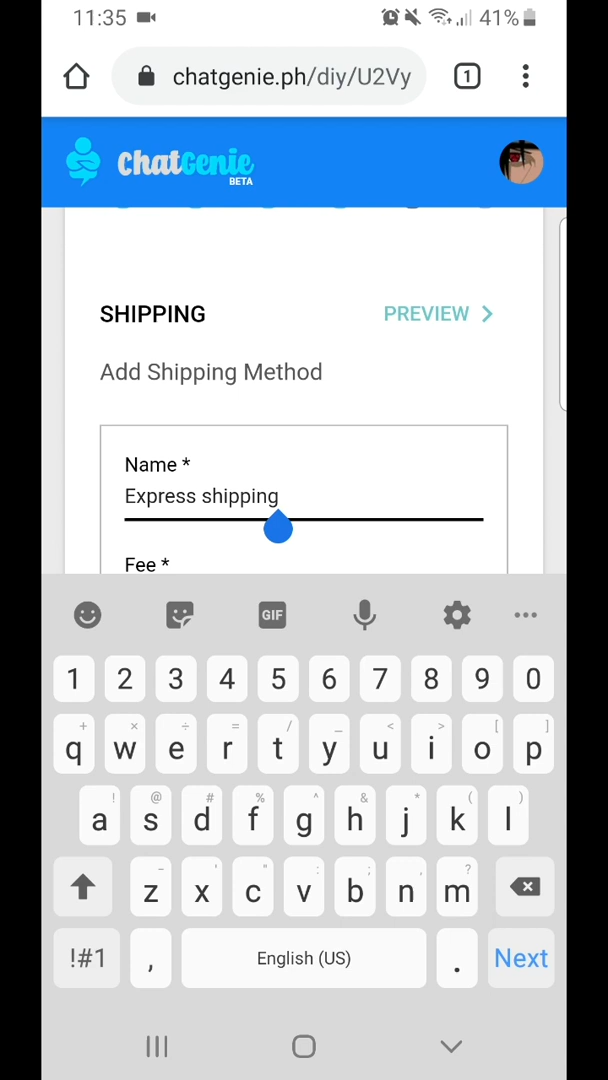 11:35 41%
chatgenie.ph/diy/U2Vy 1
ChatGenie
BETA
SHIPPING PREVIEW
Add Shipping Method
Name *
Express shipping
Fee *
GIF
1 2 3 4 5 6 7 8 9 0
+ × ÷ = / _ < > [ ]
q w e r t y u i o p
! @ # % ^ & * ( )
a s d f g h j k l
- ' " : ; , ?
z x c v b n m
!#1 , English (US) . Next